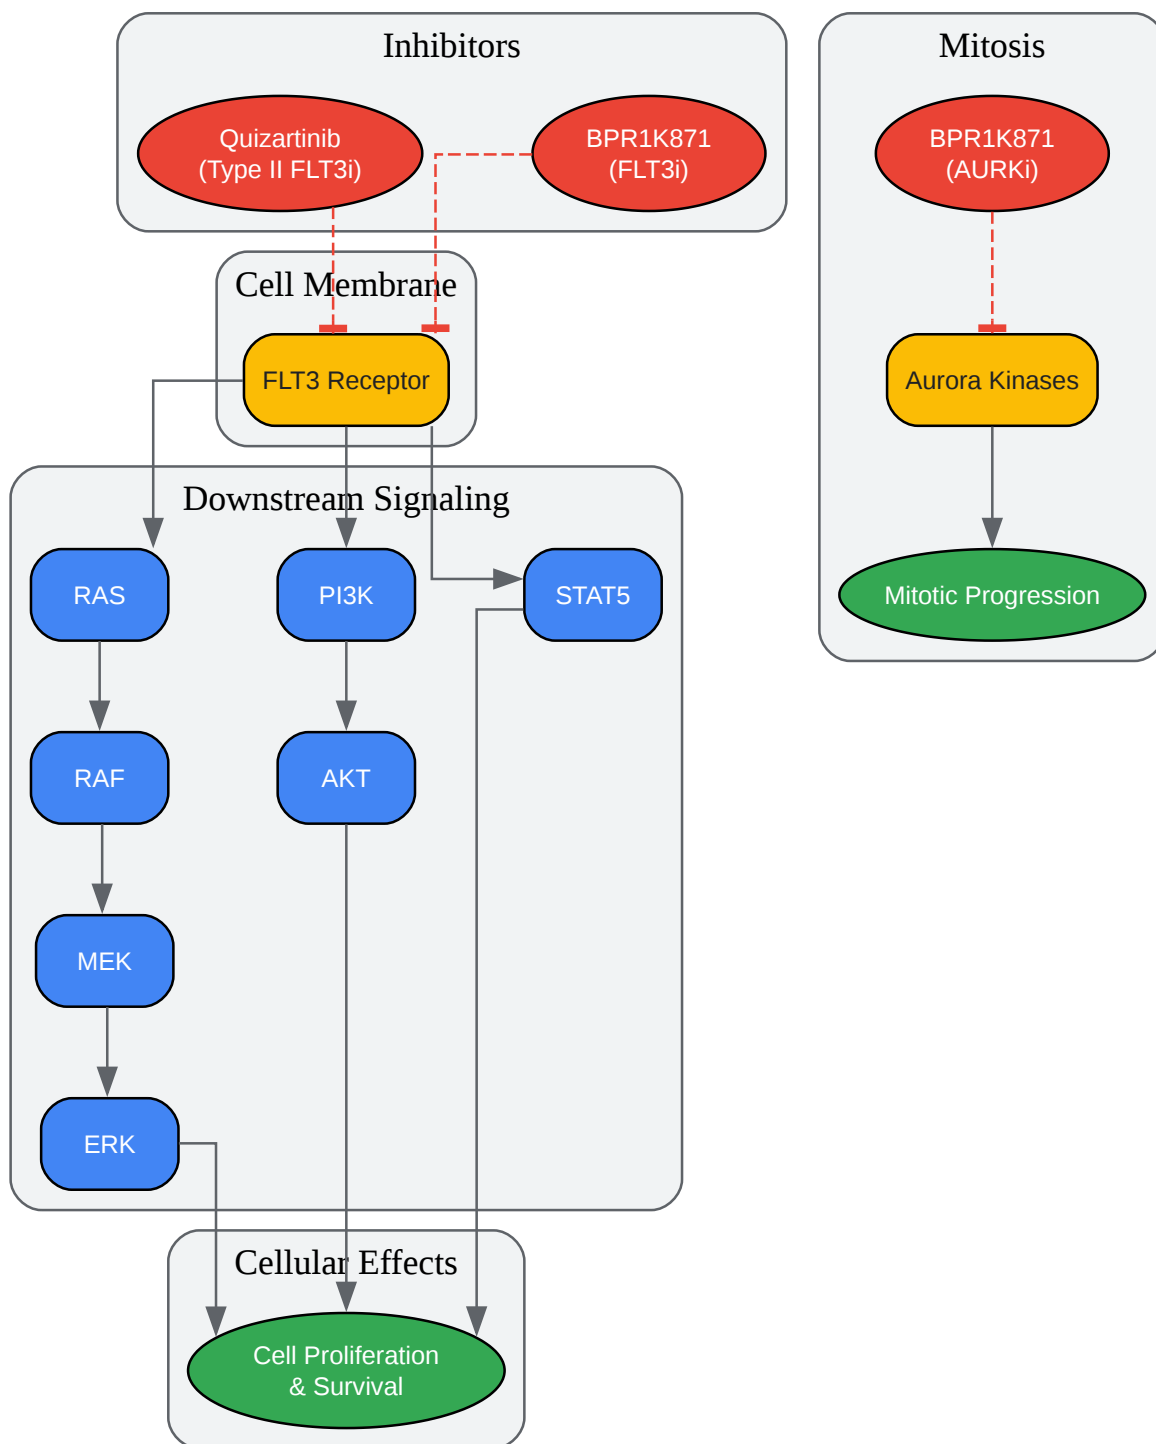 Inhibitors
Quizartinib
(Type II FLT3i)
BPR1K871
(FLT3i)
Cell Membrane
FLT3 Receptor
Downstream Signaling
RAS
PI3K
STAT5
RAF
AKT
MEK
ERK
Cellular Effects
Cell Proliferation
& Survival
Mitosis
BPR1K871
(AURKi)
Aurora Kinases
Mitotic Progression